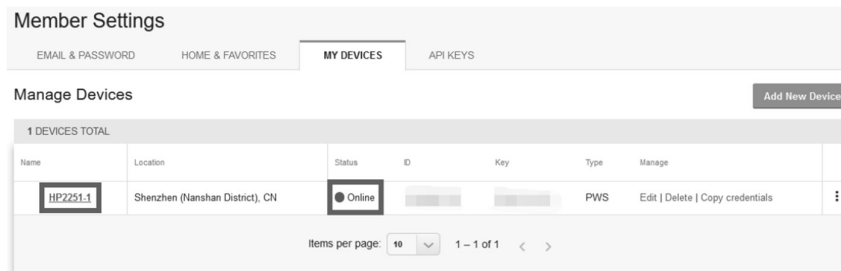 Member Settings
EMAIL & PASSWORD HOME & FAVORITES MY DEVICES API KEYS
Manage Devices Add New Device
1 DEVICES TOTAL
Name Location Status ID Key Type Manage
HP2251-1 Shenzhen (Nanshan District), CN Online PWS Edit | Delete | Copy credentials
Items per page: 10 1 – 1 of 1